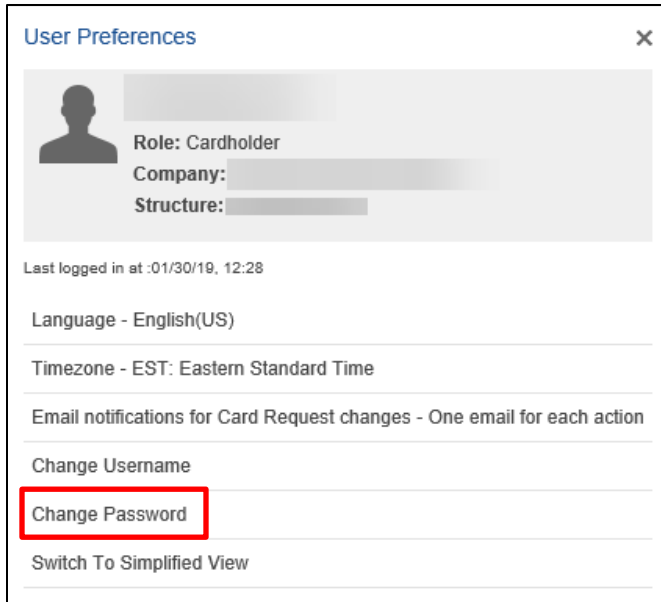 User Preferences
Role: Cardholder
Company:
Structure:
Last logged in at :01/30/19, 12:28
Language - English(US)
Timezone - EST: Eastern Standard Time
Email notifications for Card Request changes - One email for each action
Change Username
Change Password
Switch To Simplified View